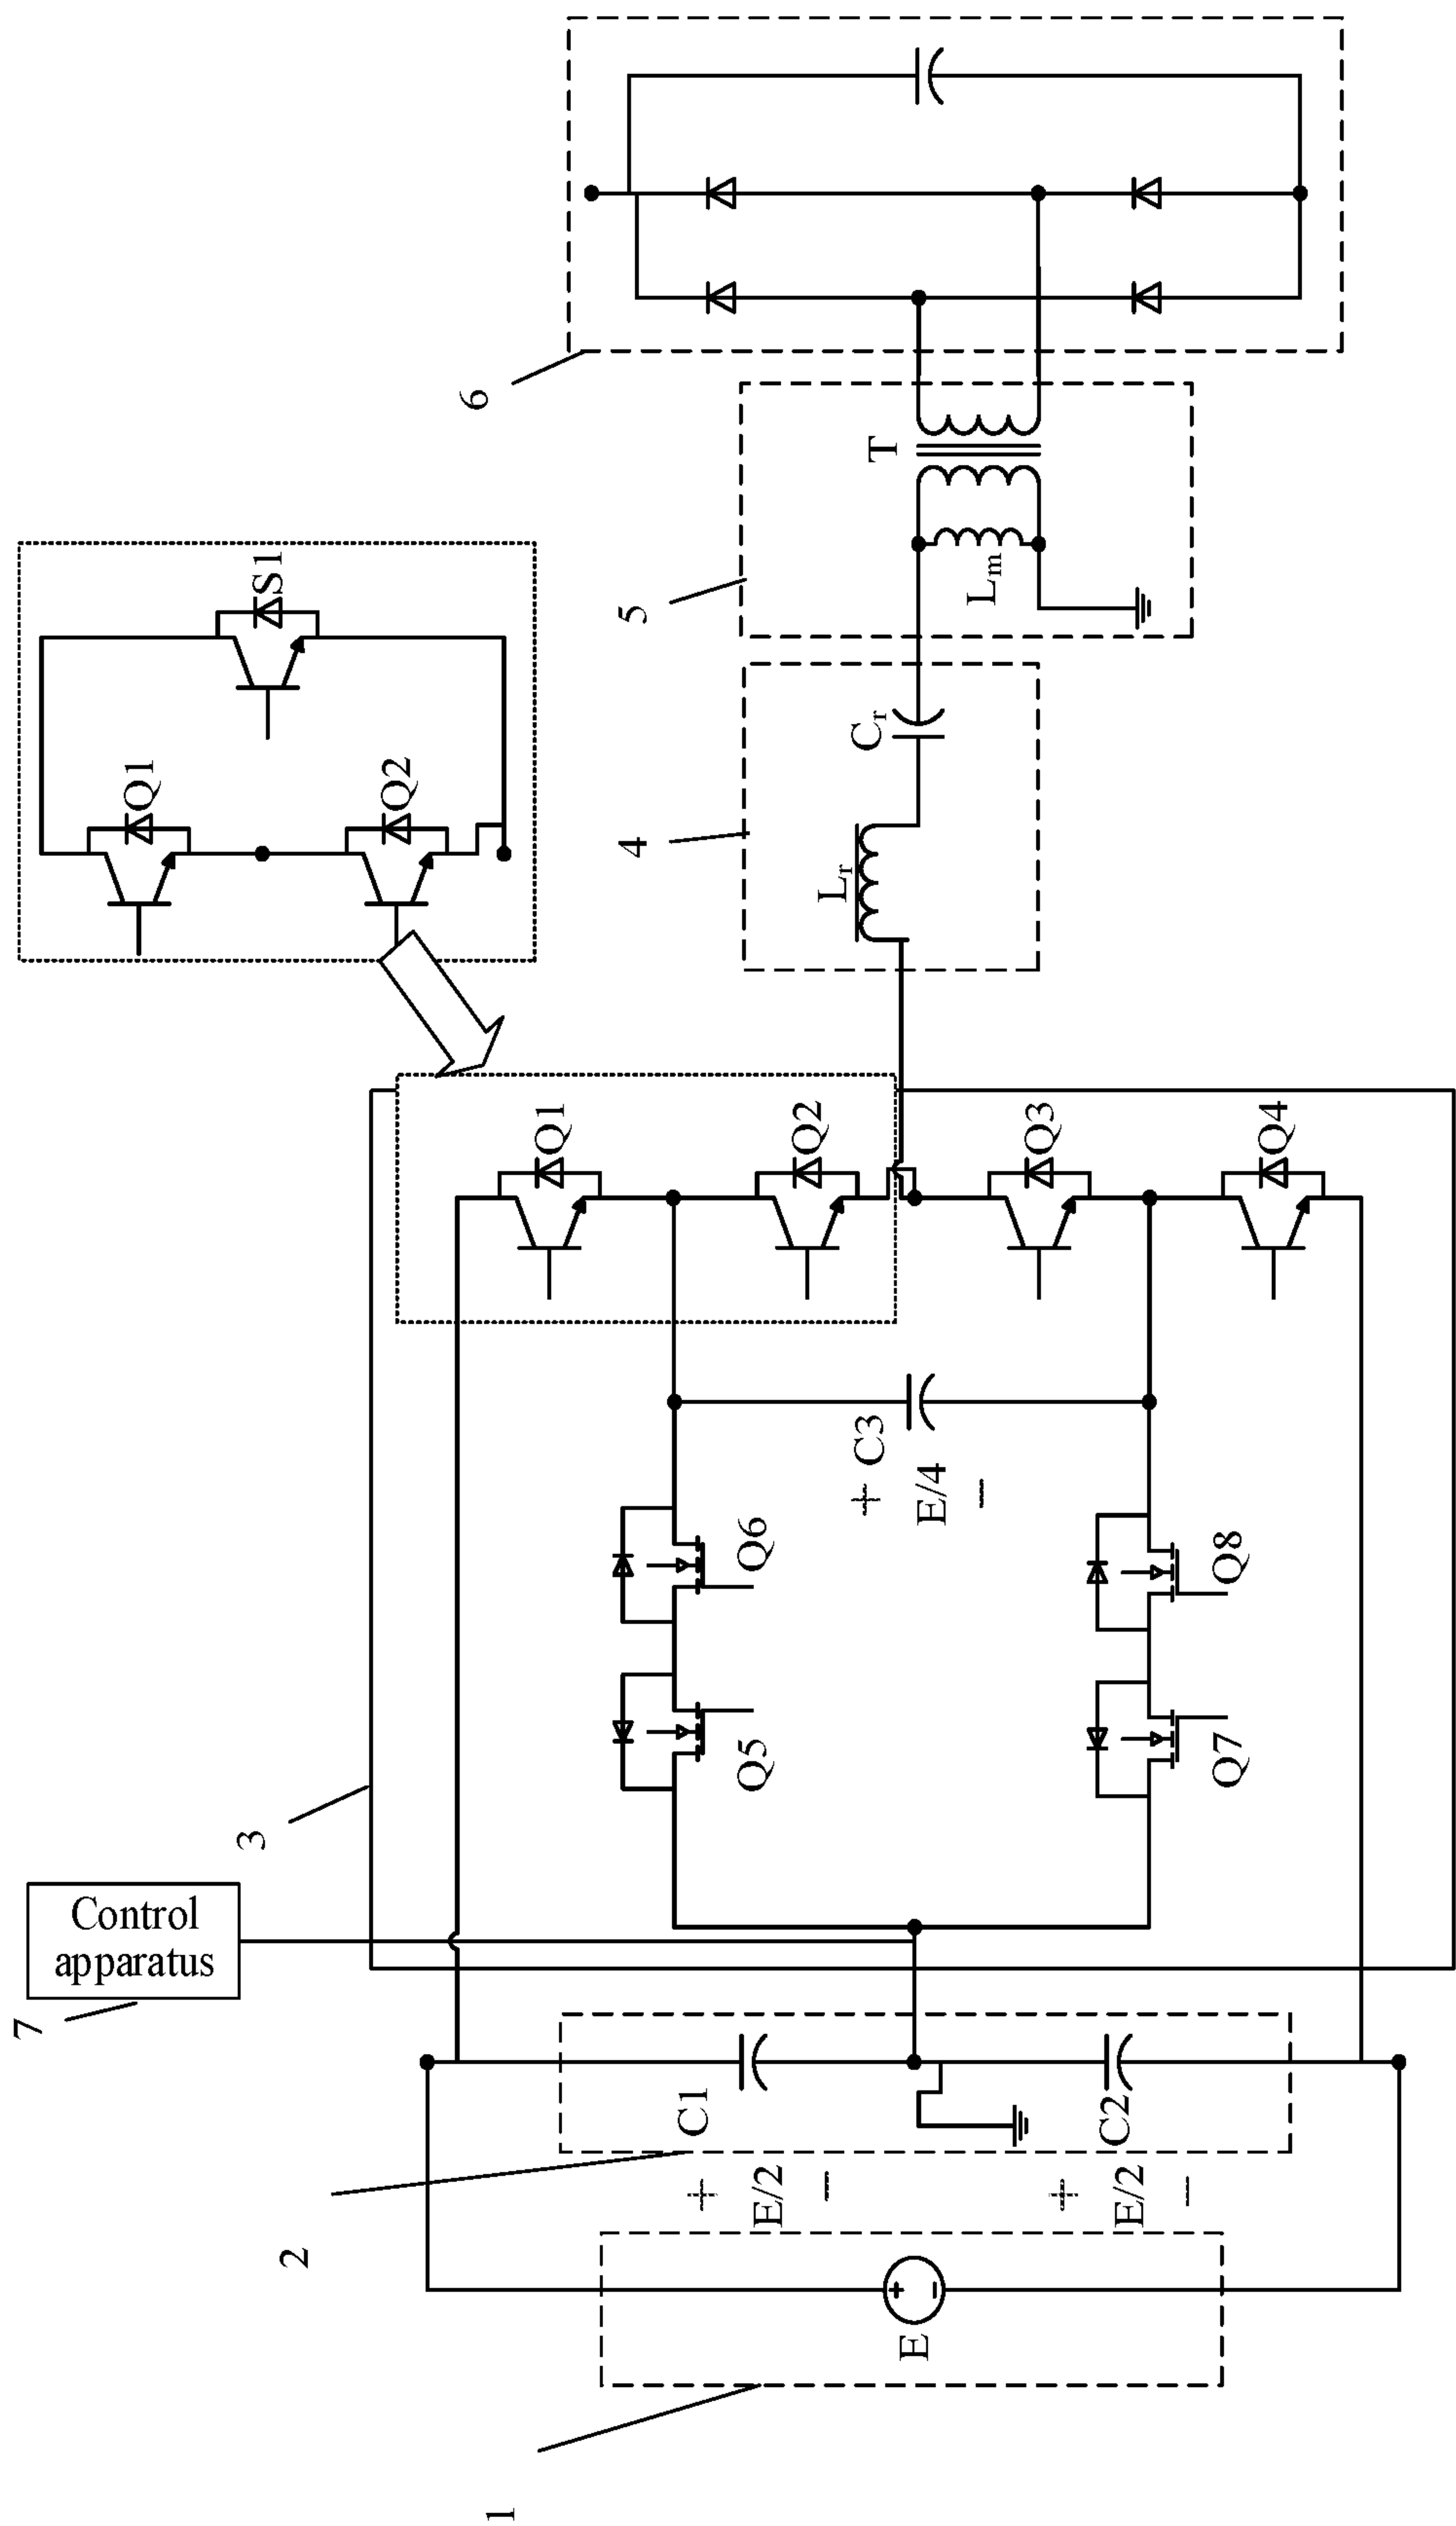 6
T
S1
5
Lm
Q1
Q2
Cr
4
Lr
Q1
Q2
Q3
Q4
C3
+
E/4
−
Q6
Q8
Q5
Q7
3
Control
apparatus
7
C1
C2
+
E/2
−
+
E/2
−
2
+
−
E
1